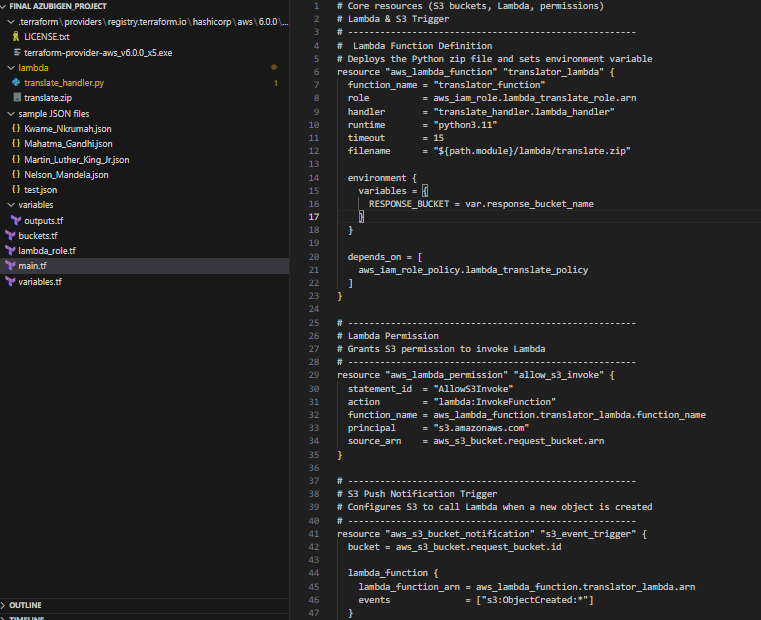 FINAL AZUBIGEN_PROJECT
.terraform\providers\registry.terraform.io\hashicorp\aws\6.0.0\...
LICENSE.txt
terraform-provider-aws_v6.0.0_x5.exe
lambda
translate_handler.py 1
translate.zip
sample JSON files
{} Kwame_Nkrumah.json
{} Mahatma_Gandhi.json
{} Martin_Luther_King_Jr.json
{} Nelson_Mandela.json
{} test.json
variables
outputs.tf
buckets.tf
lambda_role.tf
main.tf
variables.tf
OUTLINE
TIMELINE
1 # Core resources (S3 buckets, Lambda, permissions)
2 # Lambda & S3 Trigger
3 # ------------------------------------------------------
4 #  Lambda Function Definition
5 # Deploys the Python zip file and sets environment variable
6 resource "aws_lambda_function" "translator_lambda" {
7   function_name = "translator_function"
8   role          = aws_iam_role.lambda_translate_role.arn
9   handler       = "translate_handler.lambda_handler"
10   runtime       = "python3.11"
11   timeout       = 15
12   filename      = "${path.module}/lambda/translate.zip"
13
14   environment {
15     variables = {
16       RESPONSE_BUCKET = var.response_bucket_name
17     }
18   }
19
20   depends_on = [
21     aws_iam_role_policy.lambda_translate_policy
22   ]
23 }
24
25 # ------------------------------------------------------
26 # Lambda Permission
27 # Grants S3 permission to invoke Lambda
28 # ------------------------------------------------------
29 resource "aws_lambda_permission" "allow_s3_invoke" {
30   statement_id  = "AllowS3Invoke"
31   action        = "lambda:InvokeFunction"
32   function_name = aws_lambda_function.translator_lambda.function_name
33   principal     = "s3.amazonaws.com"
34   source_arn    = aws_s3_bucket.request_bucket.arn
35 }
36
37 # ------------------------------------------------------
38 # S3 Push Notification Trigger
39 # Configures S3 to call Lambda when a new object is created
40 # ------------------------------------------------------
41 resource "aws_s3_bucket_notification" "s3_event_trigger" {
42   bucket = aws_s3_bucket.request_bucket.id
43
44   lambda_function {
45     lambda_function_arn = aws_lambda_function.translator_lambda.arn
46     events              = ["s3:ObjectCreated:*"]
47   }